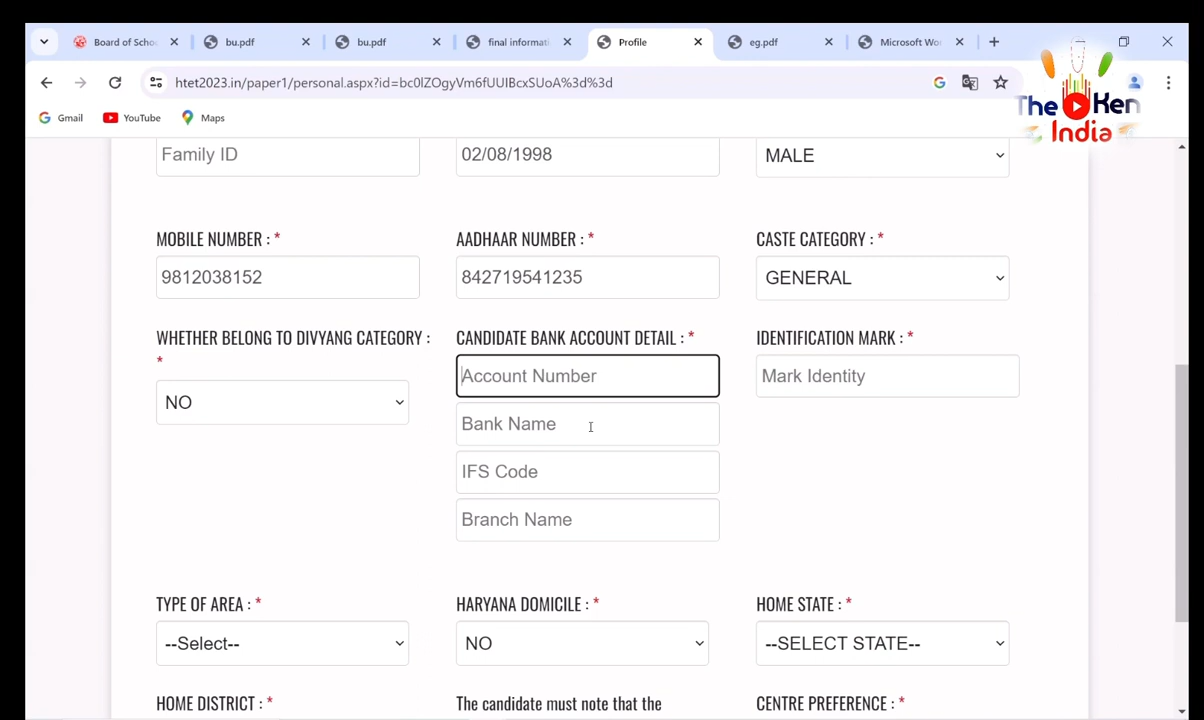 Board of Schoo
bu.pdf
bu.pdf
final informati
Profile
eg.pdf
Microsoft Wor
htet2023.in/paper1/personal.aspx?id=bc0lZOgyVm6fUUIBcxSUoA%3d%3d
Gmail
YouTube
Maps
The Ken
India
Family ID
02/08/1998
MALE
MOBILE NUMBER : *
AADHAAR NUMBER : *
CASTE CATEGORY : *
9812038152
842719541235
GENERAL
WHETHER BELONG TO DIVYANG CATEGORY :
*
CANDIDATE BANK ACCOUNT DETAIL : *
IDENTIFICATION MARK : *
NO
Account Number
Mark Identity
Bank Name
IFS Code
Branch Name
TYPE OF AREA : *
HARYANA DOMICILE : *
HOME STATE : *
--Select--
NO
--SELECT STATE--
HOME DISTRICT : *
The candidate must note that the
CENTRE PREFERENCE : *